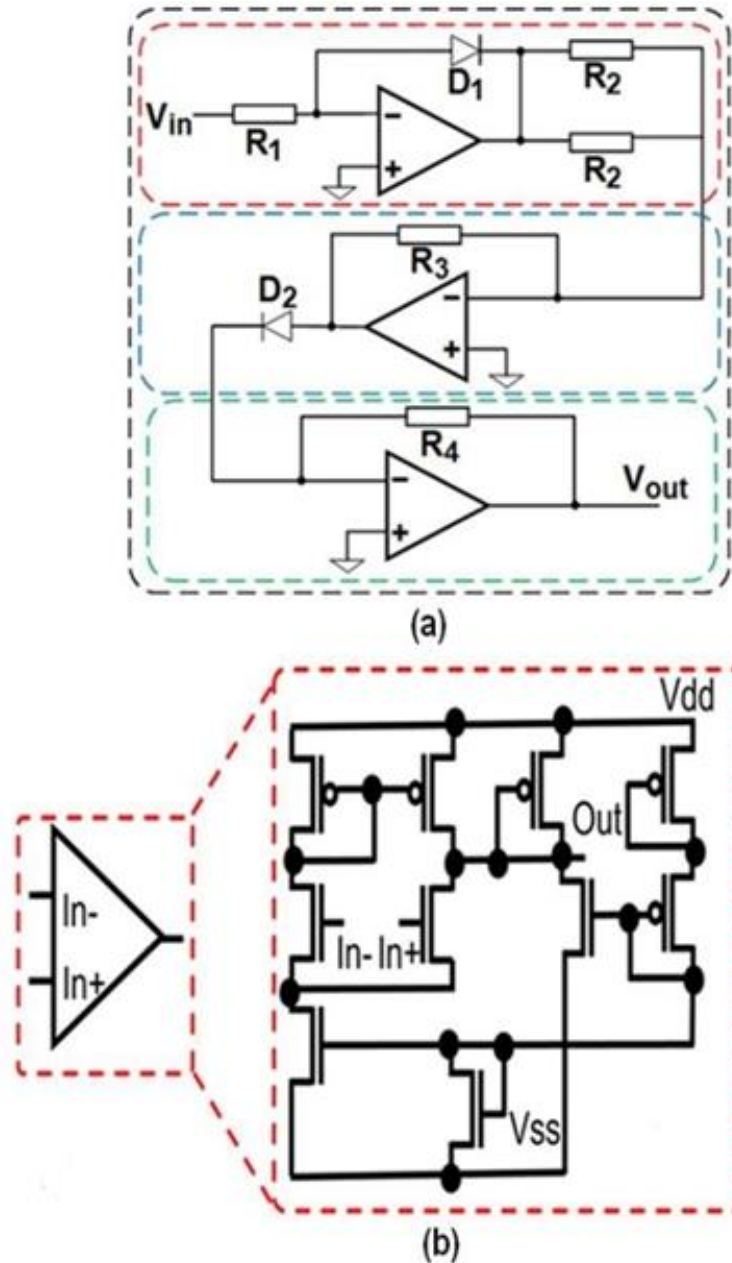 D1
R2
Vin
R1
R2
R3
D2
R4
Vout
(a)
Vdd
Out
In-
In- In+
In+
Vss
(b)